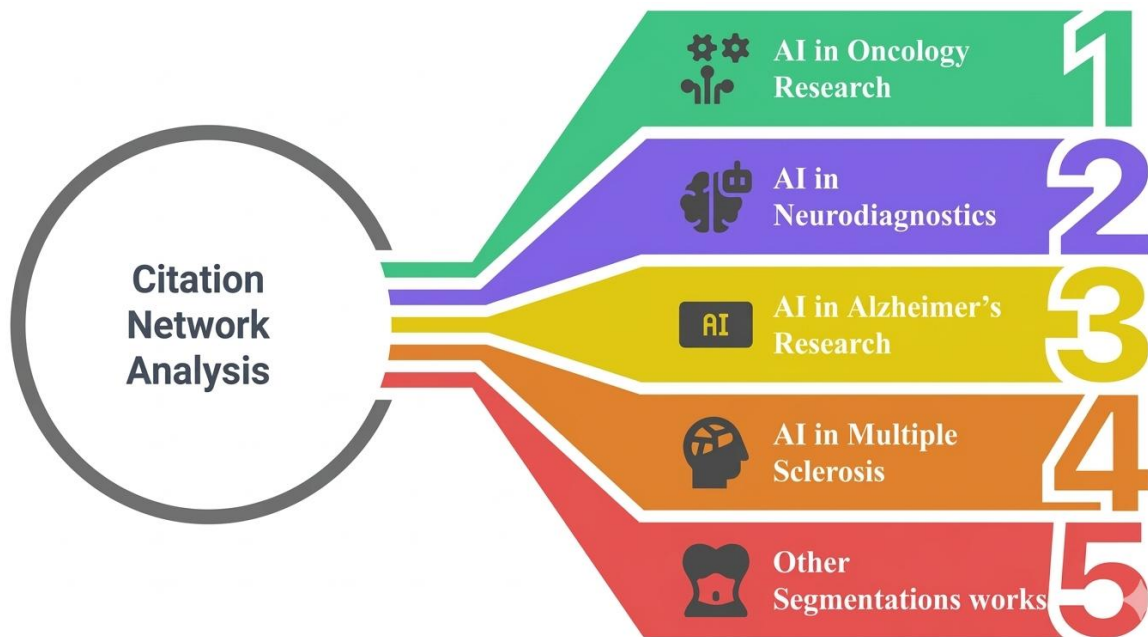 Citation
Network
Analysis
AI in Oncology
Research
1
AI in
Neurodiagnostics
2
AI
AI in Alzheimer's
Research
3
AI in Multiple
Sclerosis
4
Other
Segmentations works
5